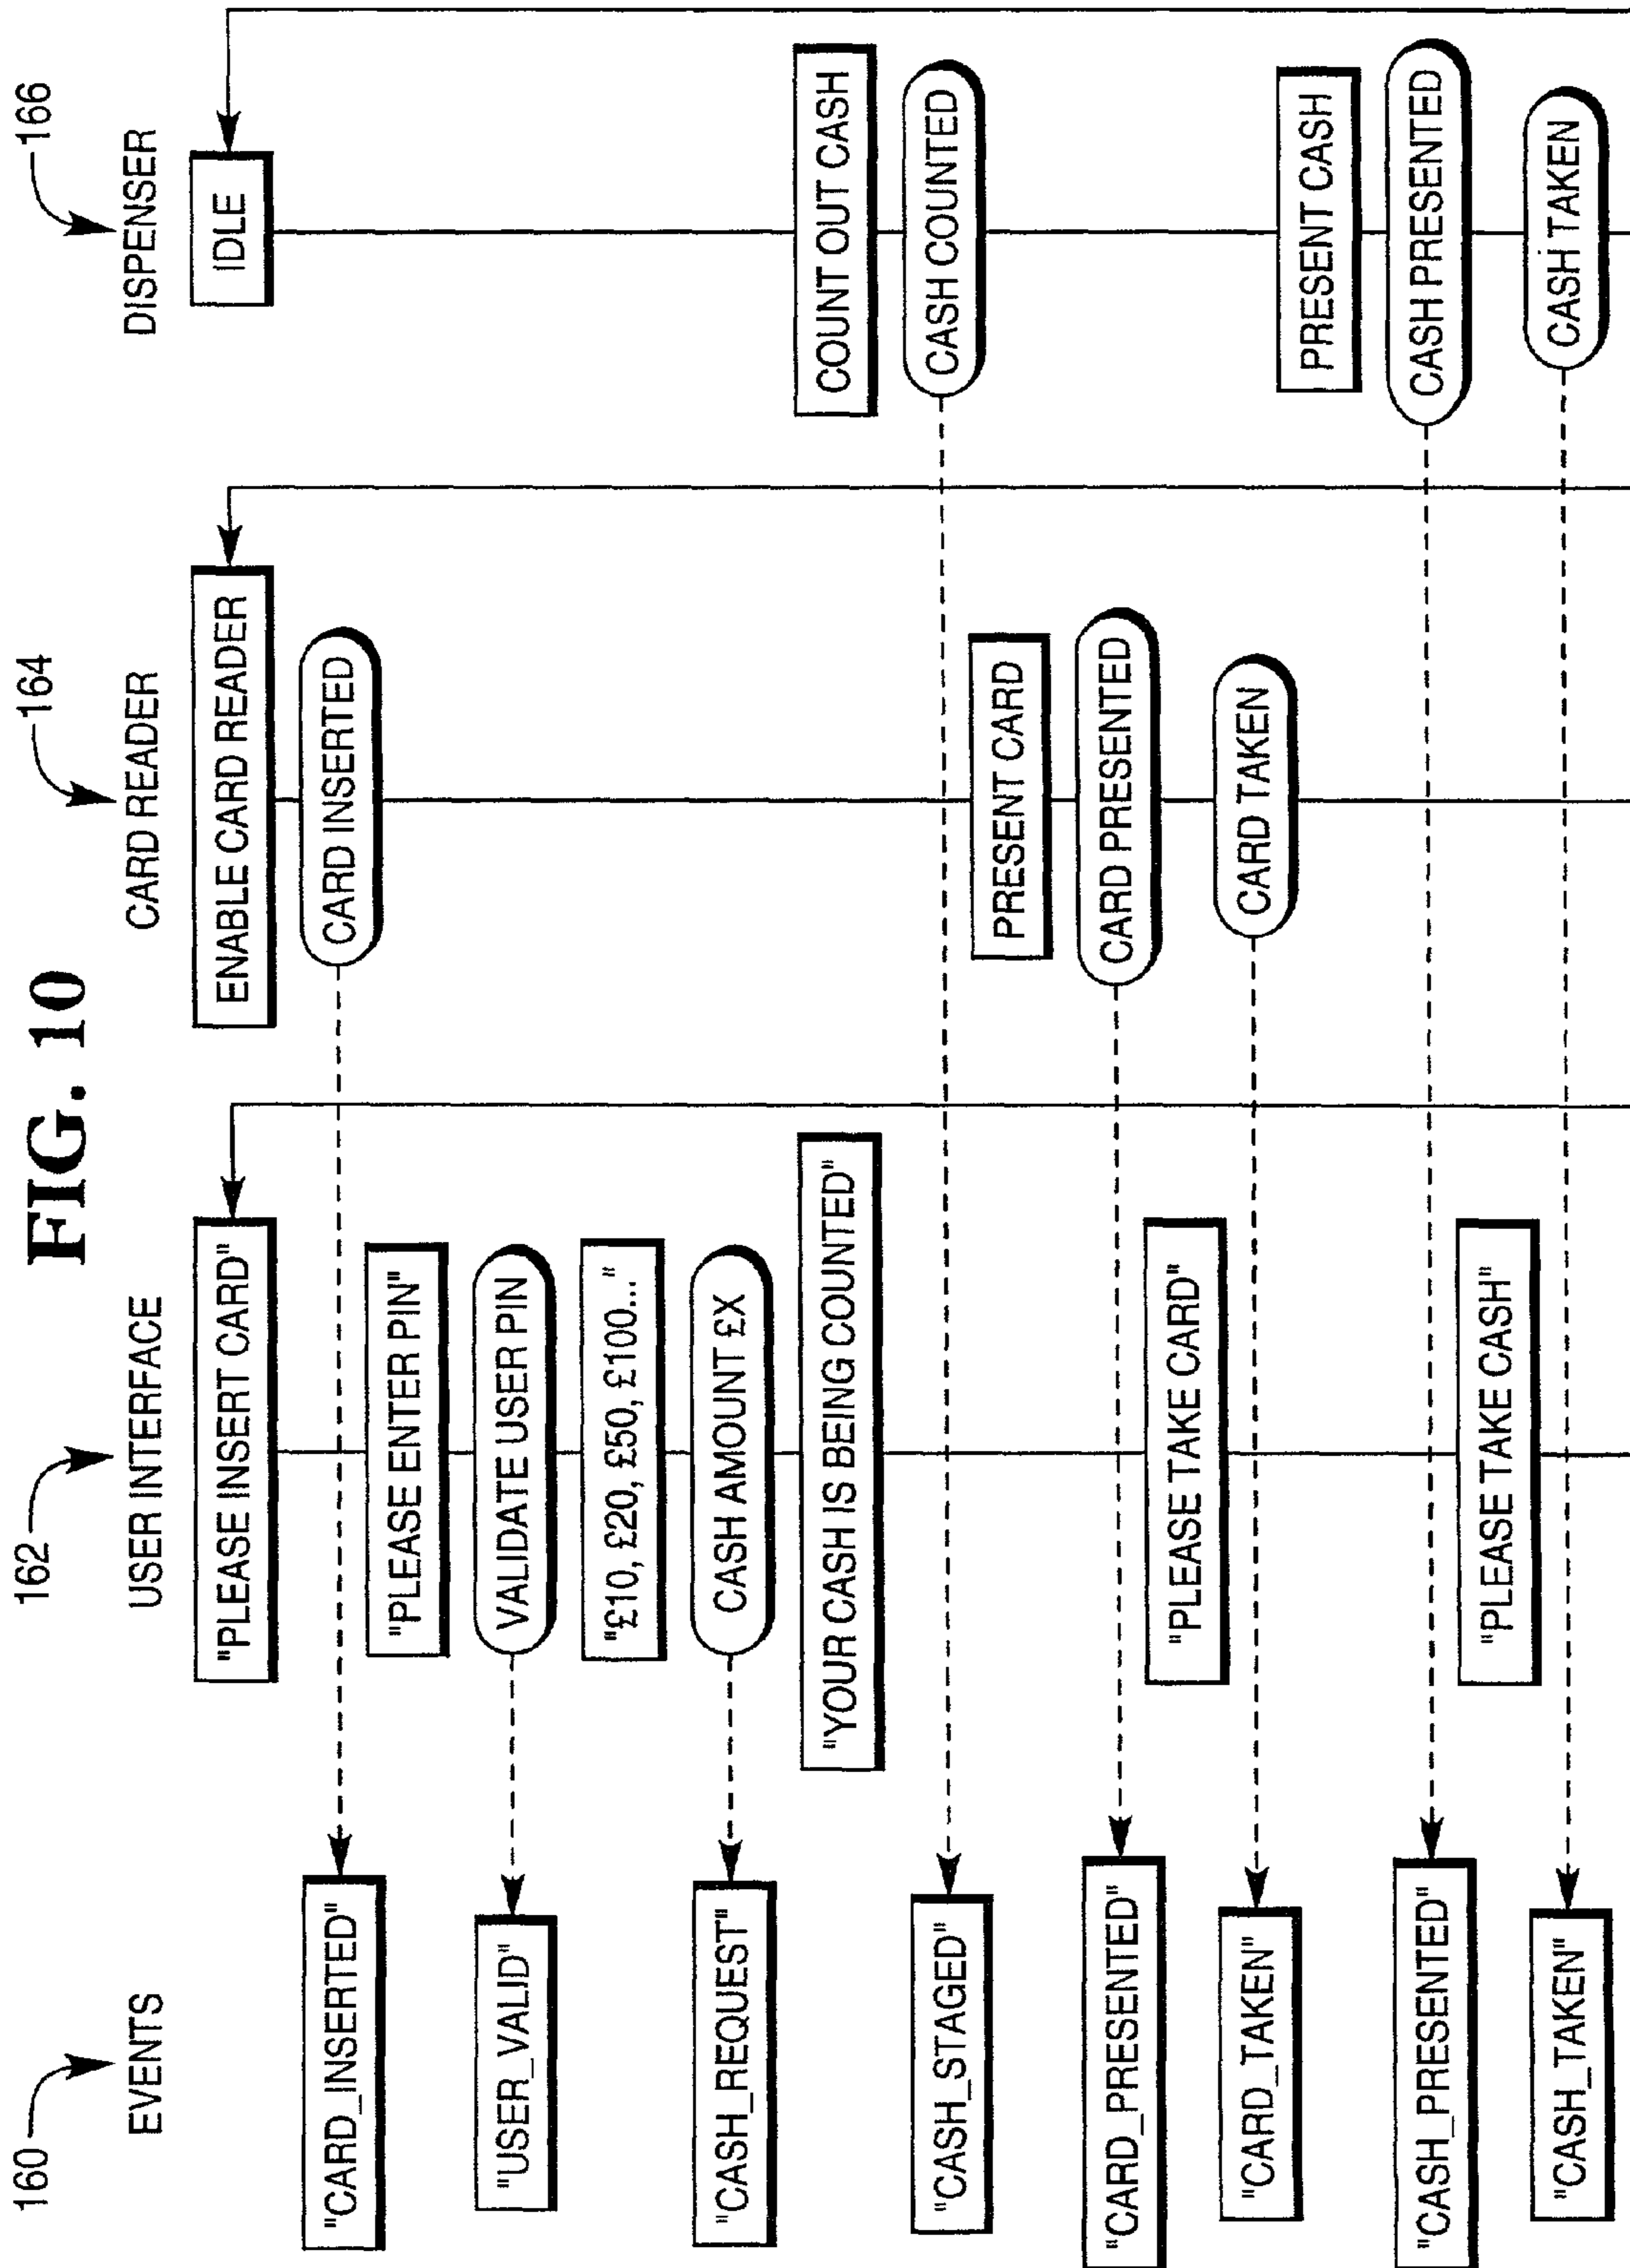 FIG. 10
160
162
164
166
EVENTS
USER INTERFACE
CARD READER
DISPENSER
"PLEASE INSERT CARD"
ENABLE CARD READER
IDLE
"CARD_INSERTED"
CARD INSERTED
"PLEASE ENTER PIN"
"USER_VALID"
VALIDATE USER PIN
"£10, £20, £50, £100..."
"CASH_REQUEST"
CASH AMOUNT £X
"YOUR CASH IS BEING COUNTED"
COUNT OUT CASH
"CASH_STAGED"
CASH COUNTED
PRESENT CARD
"CARD_PRESENTED"
CARD PRESENTED
"PLEASE TAKE CARD"
"CARD_TAKEN"
CARD TAKEN
PRESENT CASH
"CASH_PRESENTED"
CASH PRESENTED
"PLEASE TAKE CASH"
"CASH_TAKEN"
CASH TAKEN